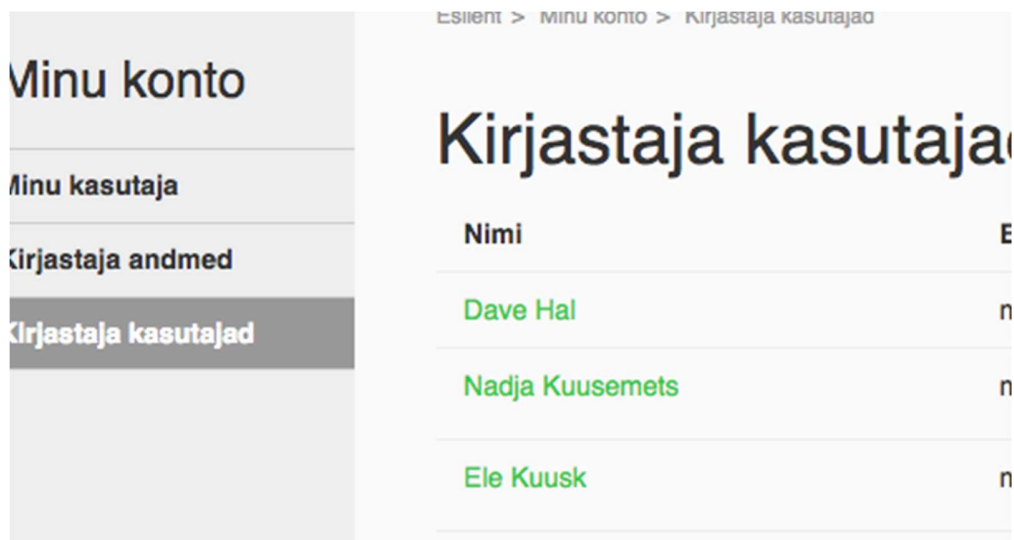 Esileht > Minu konto > Kirjastaja kasutajad
Minu konto
Minu kasutaja
Kirjastaja andmed
Kirjastaja kasutajad
Kirjastaja kasutajad
Nimi
E
Dave Hal
n
Nadja Kuusemets
n
Ele Kuusk
n